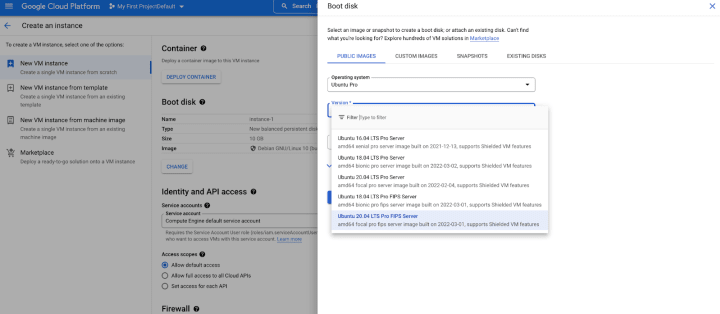 Google Cloud Platform
My First Project
Default
Search
Create an instance
To create a VM instance, select one of the options:
New VM instance
Create a single VM instance from scratch
New VM instance from template
Create a single VM instance from an existing
template
New VM instance from machine image
Create a single VM instance from an existing
machine image
Marketplace
Deploy a ready-to-go solution onto a VM instance
Container
Deploy a container image to this VM instance
DEPLOY CONTAINER
Boot disk
Name instance-1
Type New balanced persistent
Size 10 GB
Image Debian GNU/Linux 10
CHANGE
Identity and API access
Service accounts
Service account
Compute Engine default service account
Requires the Service Account User role
who want to access VMs with this service account. Learn more
Access scopes
Allow default access
Allow full access to all Cloud APIs
Set access for each API
Firewall
Boot disk
Select an image or snapshot to create a boot disk; or attach an existing disk. Can't find
what you're looking for? Explore hundreds of VM solutions in Marketplace
PUBLIC IMAGES CUSTOM IMAGES SNAPSHOTS EXISTING DISKS
Operating system
Ubuntu Pro
Version *
Filter Type to filter
Ubuntu 16.04 LTS Pro Server
amd64 xenial pro server image built on 2021-12-13, supports Shielded VM features
Ubuntu 18.04 LTS Pro Server
amd64 bionic pro server image built on 2022-03-02, supports Shielded VM features
Ubuntu 20.04 LTS Pro Server
amd64 focal pro server image built on 2022-02-04, supports Shielded VM features
Ubuntu 18.04 LTS Pro FIPS Server
amd64 bionic pro fips server image built on 2022-03-01, supports Shielded VM features
Ubuntu 20.04 LTS Pro FIPS Server
amd64 focal pro fips server image built on 2022-03-01, supports Shielded VM features